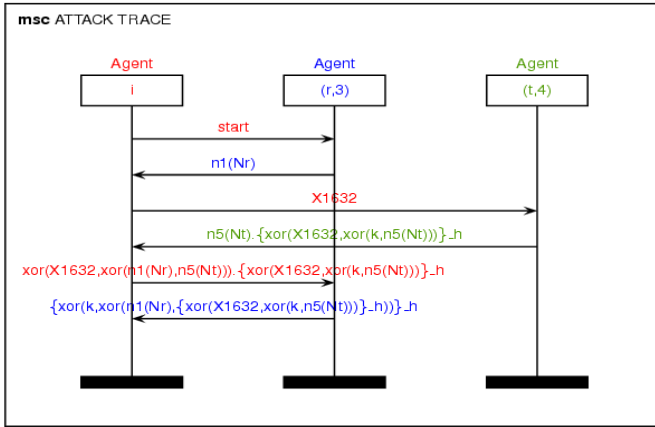 msc ATTACK TRACE
Agent Agent Agent
i (r,3) (t,4)
start
n1(Nr)
X1632
n5(Nt).{xor(X1632,xor(k,n5(Nt)))}_h
xor(X1632,xor(n1(Nr),n5(Nt))).{xor(X1632,xor(k,n5(Nt)))}_h
{xor(k,xor(n1(Nr),{xor(X1632,xor(k,n5(Nt)))}_h))}_h